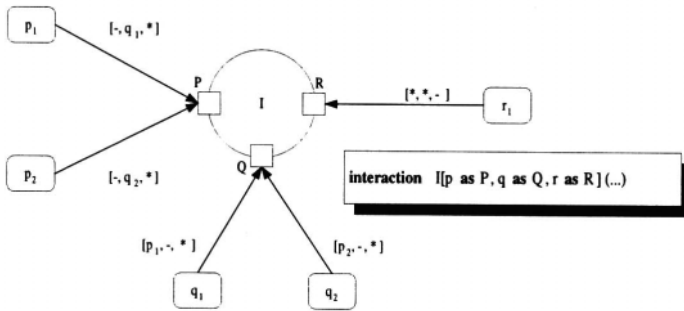 p₁
[-, q₁, *]
P
R
I
[*, *, -]
r₁
p₂
[-, q₂, *]
Q
interaction I[p as P, q as Q, r as R] (...)
[p₁, -, *]
[p₂, -, *]
q₁
q₂